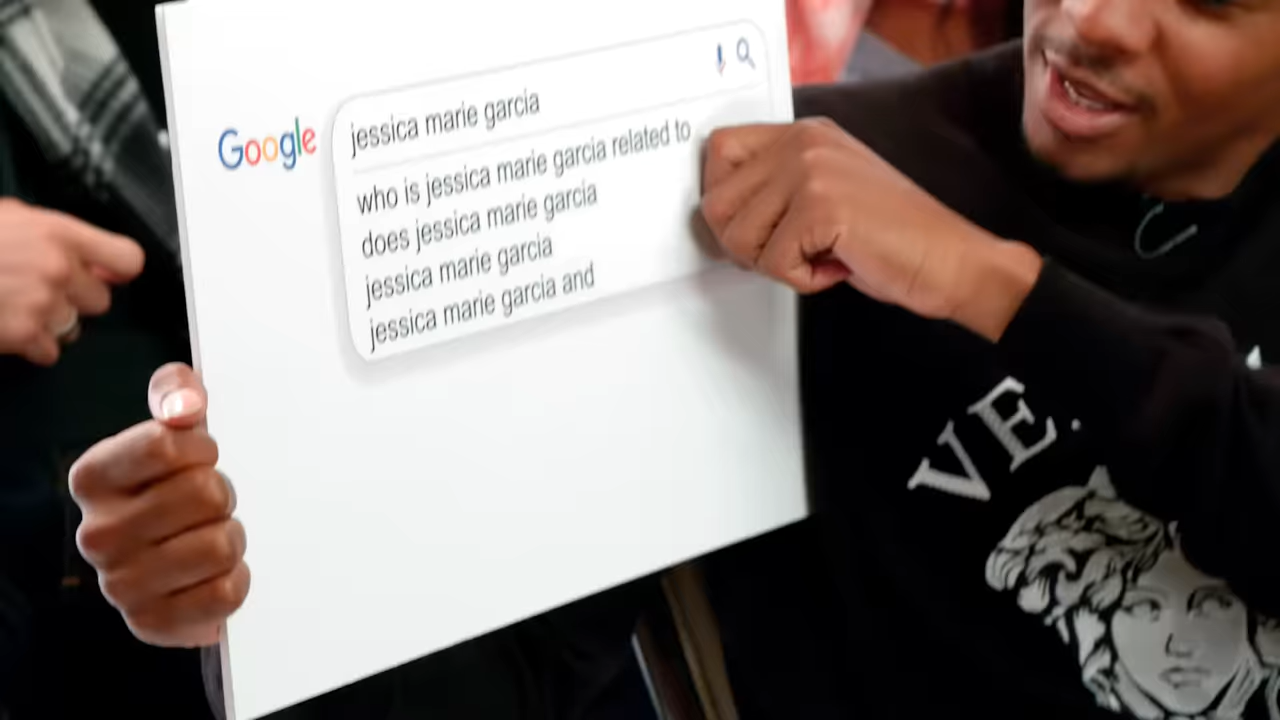 Google
jessica marie garcia
who is jessica marie garcia related to
does jessica marie garcia
jessica marie garcia
jessica marie garcia and
VE.